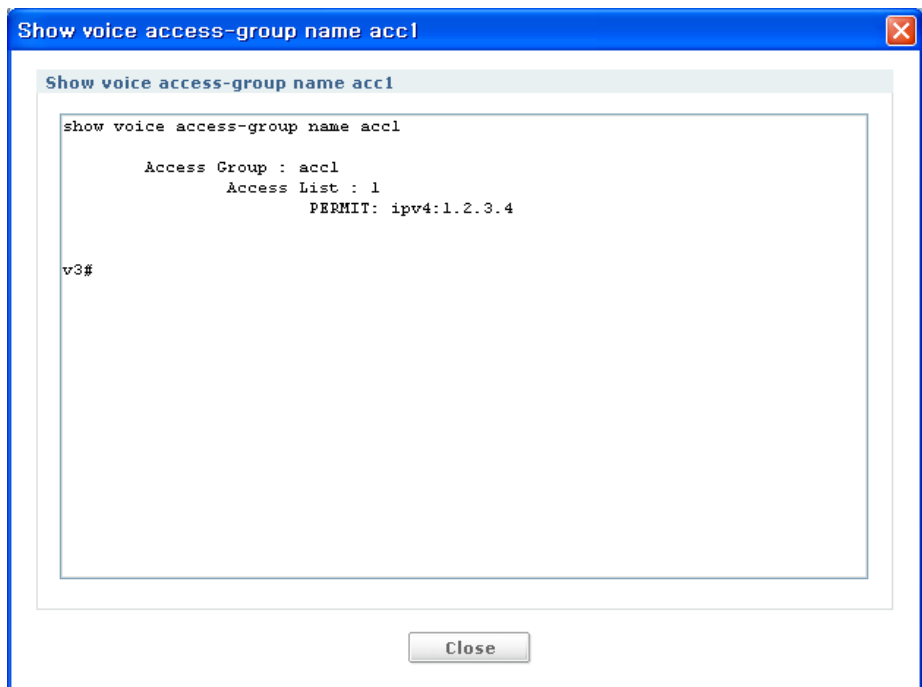 Show voice access-group name acc1
Show voice access-group name acc1
show voice access-group name acc1
Access Group : acc1
Access List : 1
PERMIT: ipv4:1.2.3.4
v3#
Close